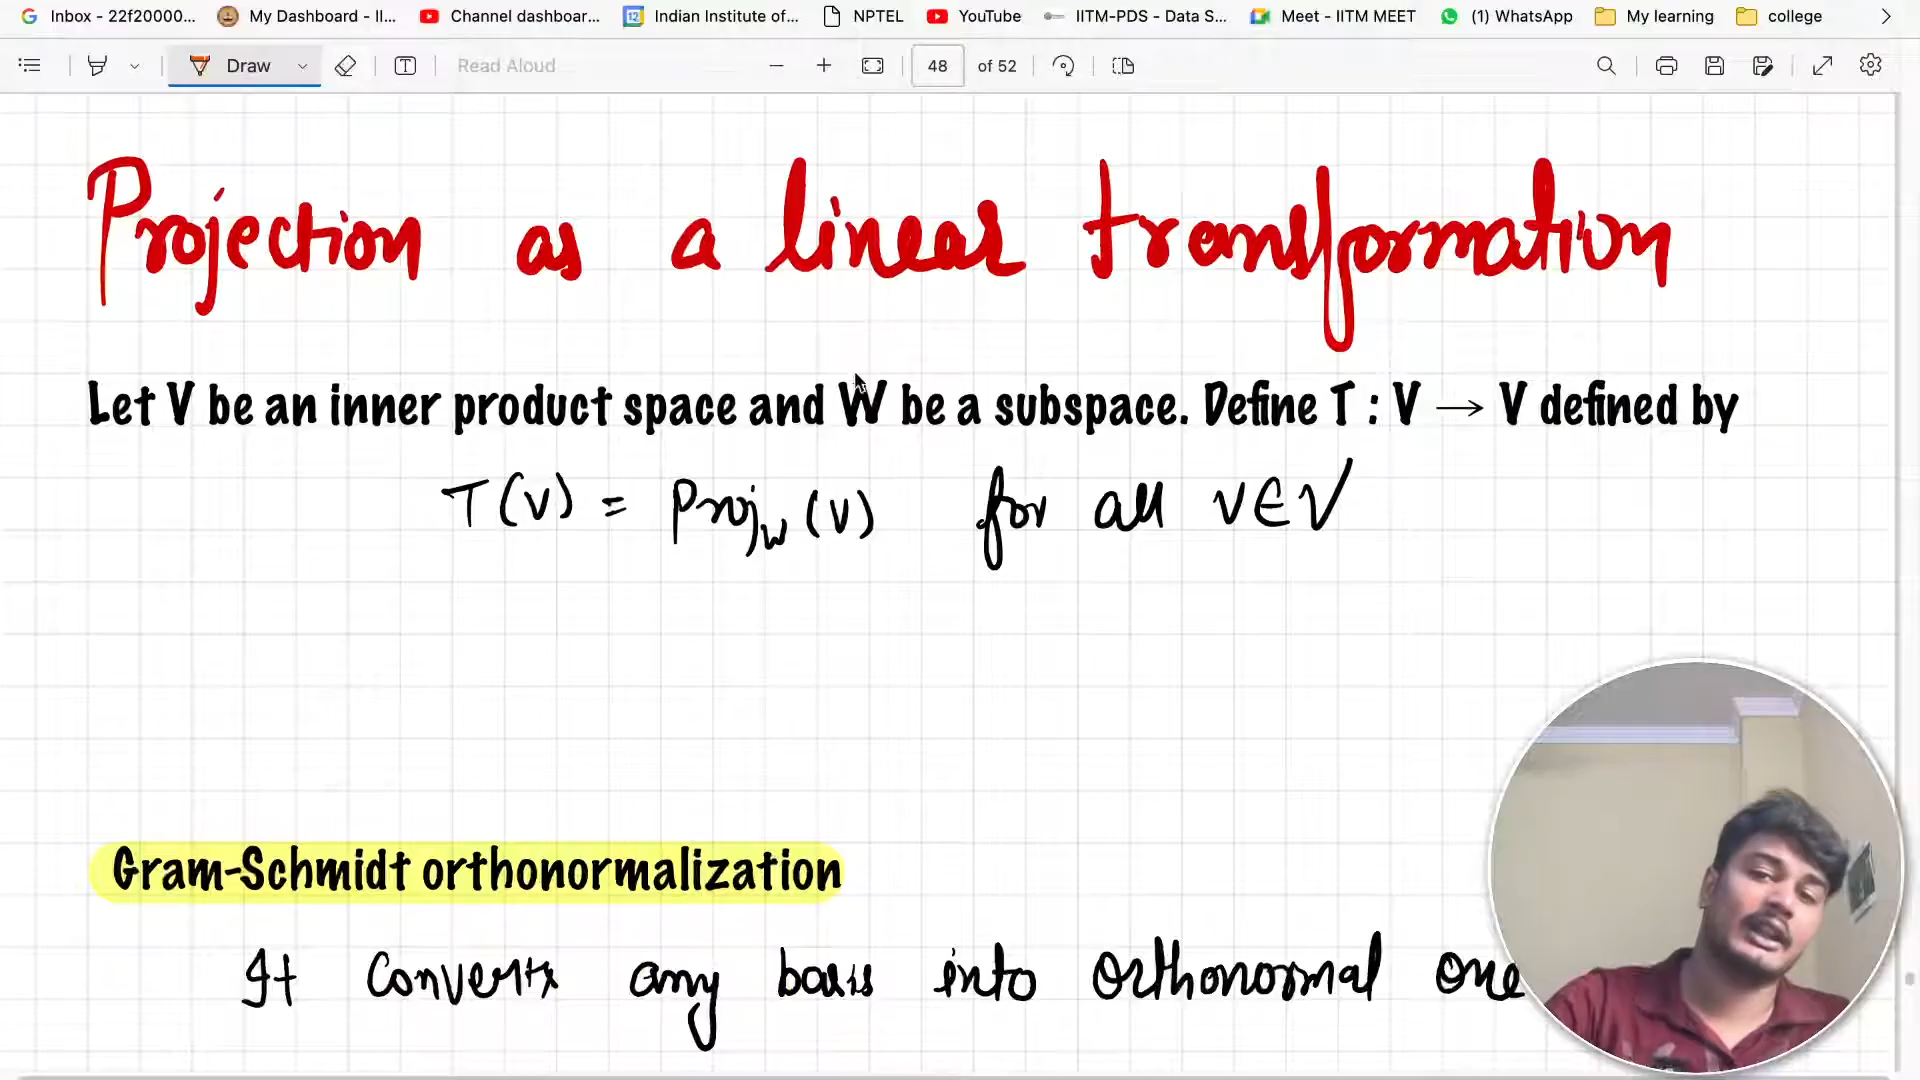 Inbox - 22f20000... My Dashboard - II... Channel dashboar... Indian Institute of... NPTEL YouTube IITM-PDS - Data S... Meet - IITM MEET (1) WhatsApp My learning college
Draw Read Aloud 48 of 52
Projection as a linear transformation
Let V be an inner product space and W be a subspace. Define T : V → V defined by
T(v) = Proj_W (v) for all v ∈ V
Gram-Schmidt orthonormalization
It converts any basis into orthonormal one